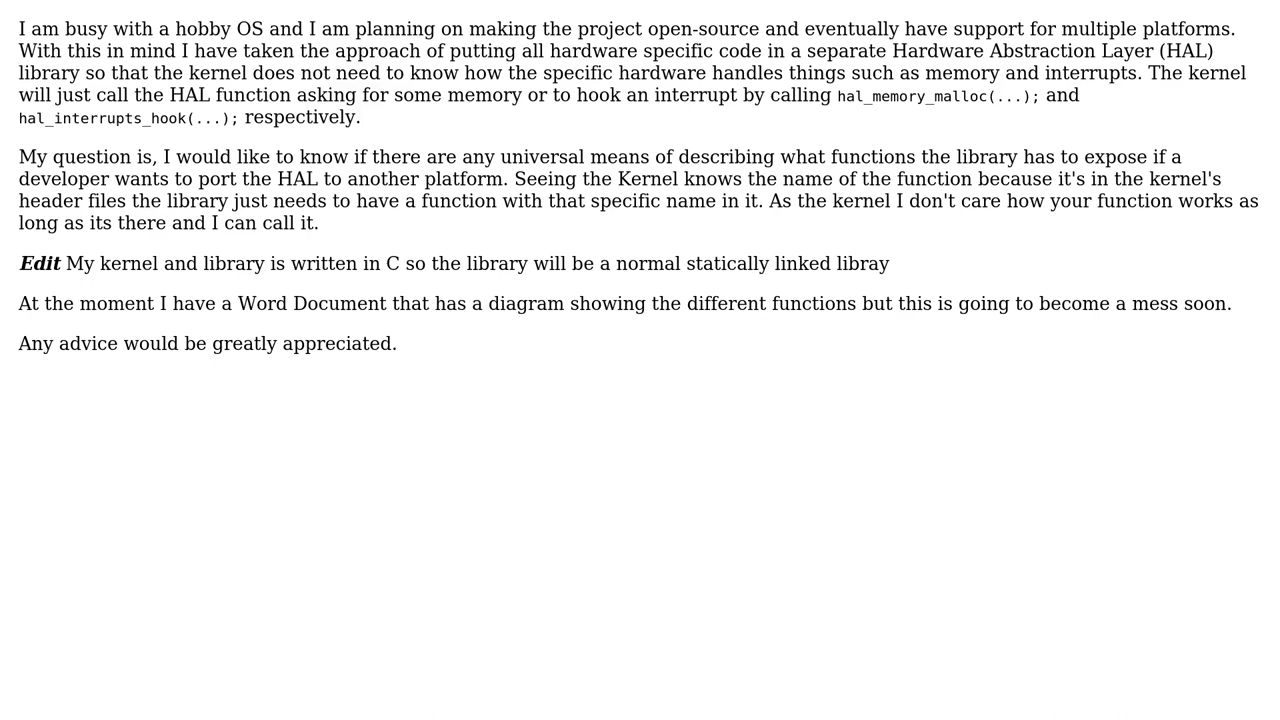 I am busy with a hobby OS and I am planning on making the project open-source and eventually have support for multiple platforms.
With this in mind I have taken the approach of putting all hardware specific code in a separate Hardware Abstraction Layer (HAL)
library so that the kernel does not need to know how the specific hardware handles things such as memory and interrupts. The kernel
will just call the HAL function asking for some memory or to hook an interrupt by calling hal_memory_malloc(...); and
hal_interrupts_hook(...); respectively.
My question is, I would like to know if there are any universal means of describing what functions the library has to expose if a
developer wants to port the HAL to another platform. Seeing the Kernel knows the name of the function because it's in the kernel's
header files the library just needs to have a function with that specific name in it. As the kernel I don't care how your function works as
long as its there and I can call it.
Edit My kernel and library is written in C so the library will be a normal statically linked libray
At the moment I have a Word Document that has a diagram showing the different functions but this is going to become a mess soon.
Any advice would be greatly appreciated.